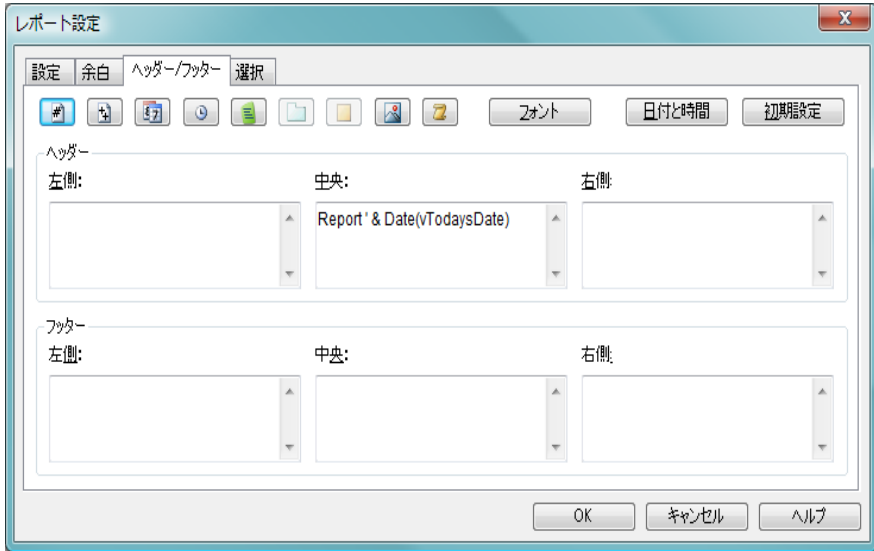 レポート設定
設定 余白 ヘッダー/フッター 選択
フォント 日付と時間 初期設定
ヘッダー
左側: 中央: 右側:
Report ' & Date(vTodaysDate)
フッター
左側: 中央: 右側:
OK キャンセル ヘルプ